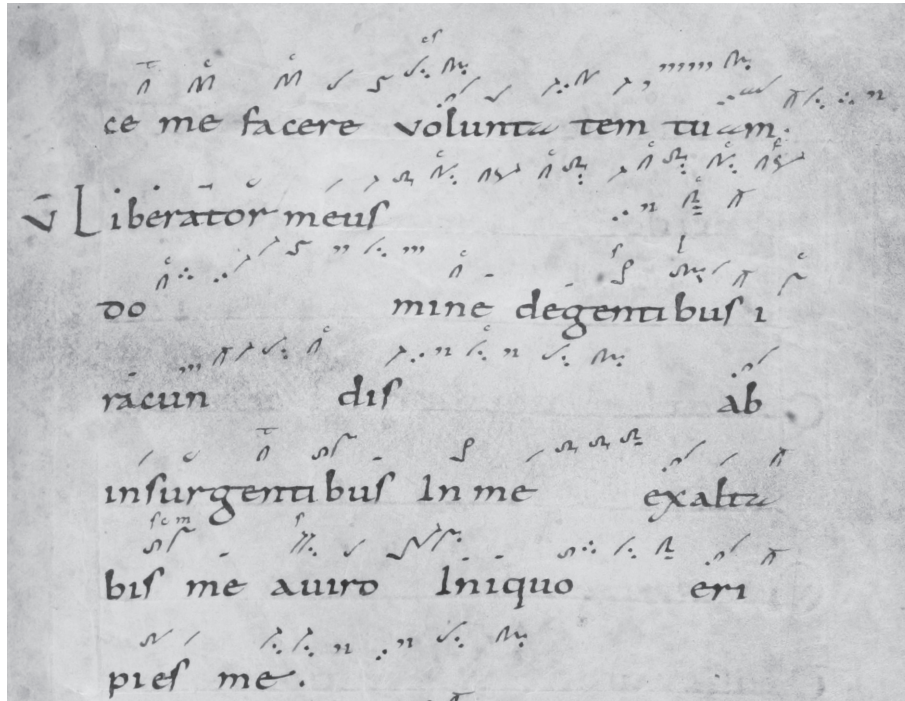 ce me facere volunta tem tuam.
V Liberator meus
do mine degentibus i
racun dis ab
insurgentibus In me exalta
bis me aviro Iniquo eri
pies me.